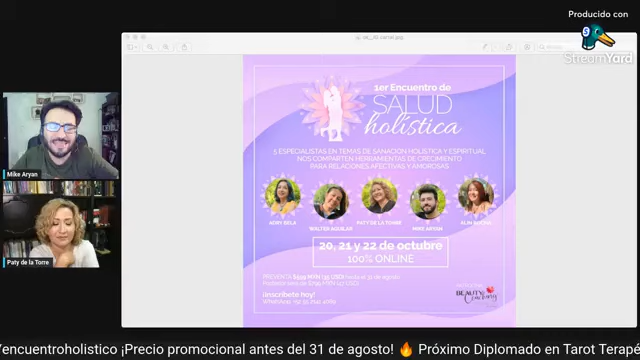 Producido con
StreamYard
1er Encuentro de
SALUD
holística
5 ESPECIALISTAS EN TEMAS DE SANACIÓN HOLÍSTICA Y ESPIRITUAL
NOS COMPARTEN HERRAMIENTAS DE CRECIMIENTO
PARA RELACIONES AFECTIVAS Y AMOROSAS
WALTER AGUILAR
PATY DE LA TORRE
MIKE ARYAN
20, 21 y 22 de octubre
100% ONLINE
¡Inscríbete hoy!
BEAUTY
Coaching
Mike Aryan
Paty de la Torre
encuentroholistico ¡Precio promocional antes del 31 de agosto! 🔥 Próximo Diplomado en Tarot Terapé